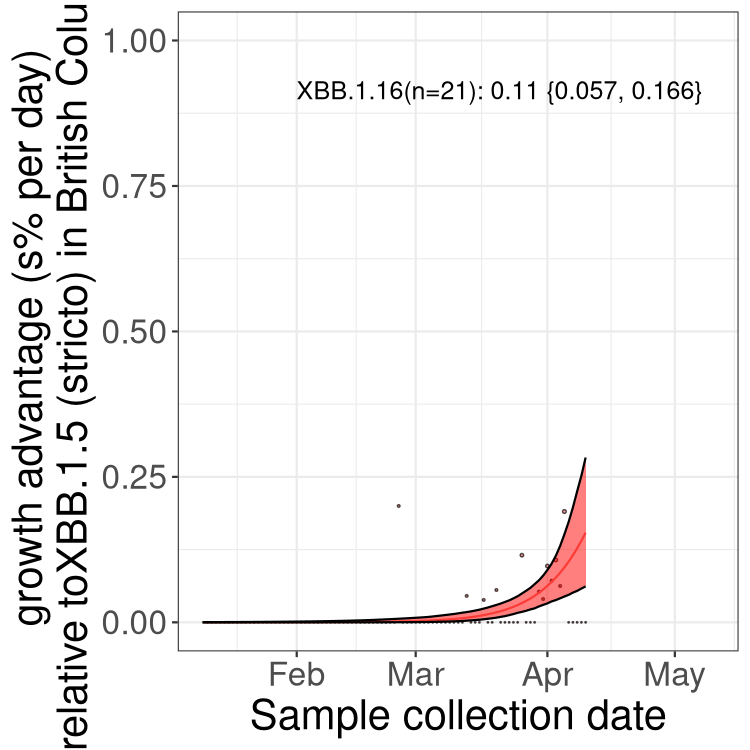 growth advantage (s% per day)
relative toXBB.1.5 (stricto) in British Colu
1.00
0.75
0.50
0.25
0.00
XBB.1.16(n=21): 0.11 {0.057, 0.166}
Feb Mar Apr May
Sample collection date